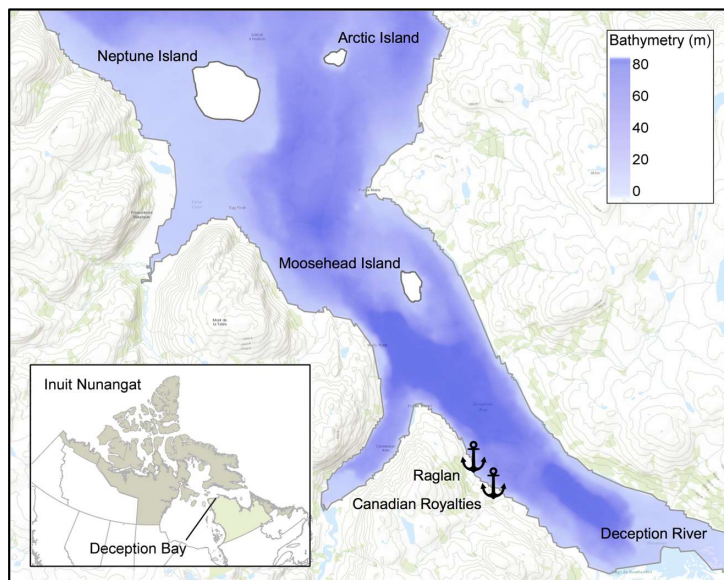 Neptune Island
Arctic Island
Bathymetry (m)
80
60
40
20
0
Moosehead Island
Inuit Nunangat
Deception Bay
Raglan
Canadian Royalties
Deception River